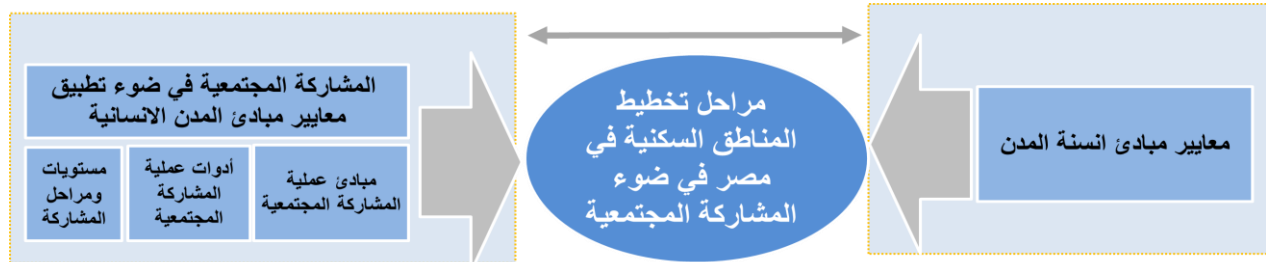 معايير مبادئ انسنة المدن
مراحل تخطيط
المناطق السكنية في
مصر في ضوء
المشاركة المجتمعية
المشاركة المجتمعية في ضوء تطبيق
معايير مبادئ المدن الانسانية
مبادئ عملية
المشاركة المجتمعية
أدوات عملية
المشاركة
المجتمعية
مستويات
ومراحل
المشاركة